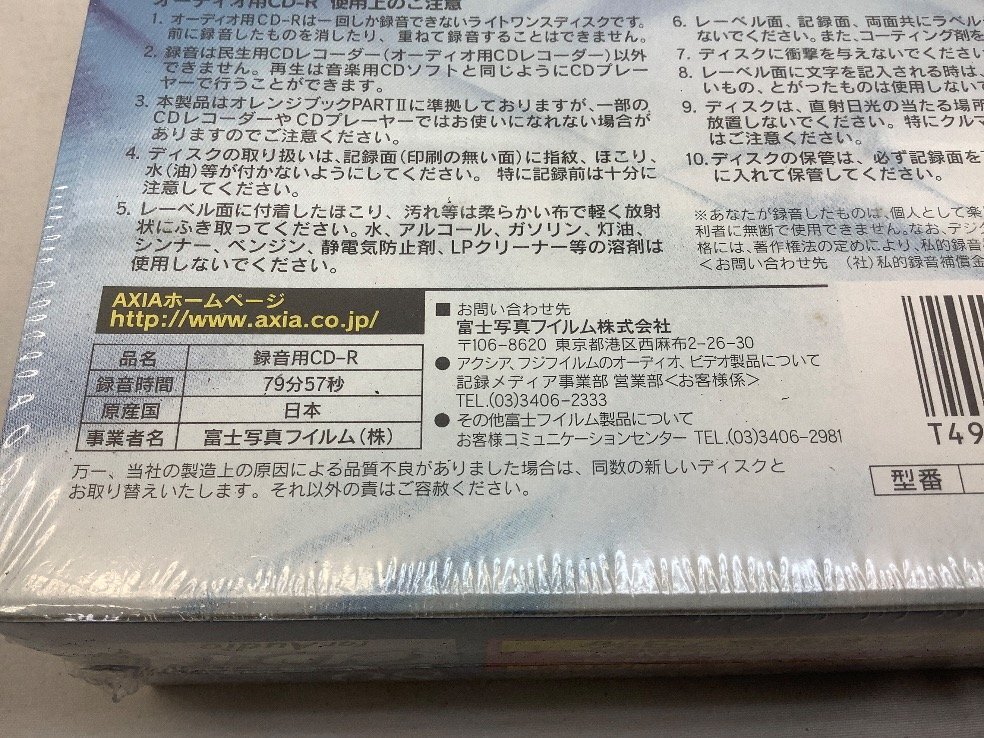 オーディオ用CD-R 使用上のご注意
1. オーディオ用CD-Rは一回しか録音できないライトワンスディスクです。
前に録音したものを消したり、重ねて録音することはできません。
2. 録音は民生用CDレコーダー(オーディオ用CDレコーダー)以外
できません。再生は音楽用CDソフトと同じようにCDプレー
ヤーで行うことができます。
3. 本製品はオレンジブックPARTⅡに準拠しておりますが、一部の
CDレコーダーやCDプレーヤーではお使いになれない場合が
ありますのでご注意ください。
4. ディスクの取り扱いは、記録面(印刷の無い面)に指紋、ほこり、
水(油)等が付かないようにしてください。特に記録前は十分に
注意してください。
5. レーベル面に付着したほこり、汚れ等は柔らかい布で軽く放射
状にふき取ってください。水、アルコール、ガソリン、灯油、
シンナー、ベンジン、静電気防止剤、LPクリーナー等の溶剤は
使用しないでください。
6. レーベル面、記録面、両面共にラベル
ないでください。また、コーティング剤を
7. ディスクに衝撃を与えないでください
8. レーベル面に文字を記入される時は、
いもの、とがったものは使用しないで
9. ディスクは、直射日光の当たる場所
放置しないでください。特にクルマ
はご注意ください。
10. ディスクの保管は、必ず記録面を
に入れて保管してください。
※あなたが録音したものは、個人として楽
利者に無断で使用できません。なお、デジタ
格には、著作権法の定めにより、私的録音
<お問い合わせ先 (社)私的録音補償金
AXIAホームページ
http://www.axia.co.jp/
品名 録音用CD-R
録音時間 79分57秒
原産国 日本
事業者名 富士写真フイルム(株)
■ お問い合わせ先
富士写真フイルム株式会社
〒106-8620 東京都港区西麻布2-26-30
● アクシア、フジフイルムのオーディオ、ビデオ製品について
記録メディア事業部 営業部<お客様係>
TEL.(03)3406-2333
● その他富士フイルム製品について
お客様コミュニケーションセンター TEL.(03)3406-2981
万一、当社の製造上の原因による品質不良がありました場合は、同数の新しいディスクと
お取り替えいたします。それ以外の責はご容赦ください。
T49
型番
for Audio